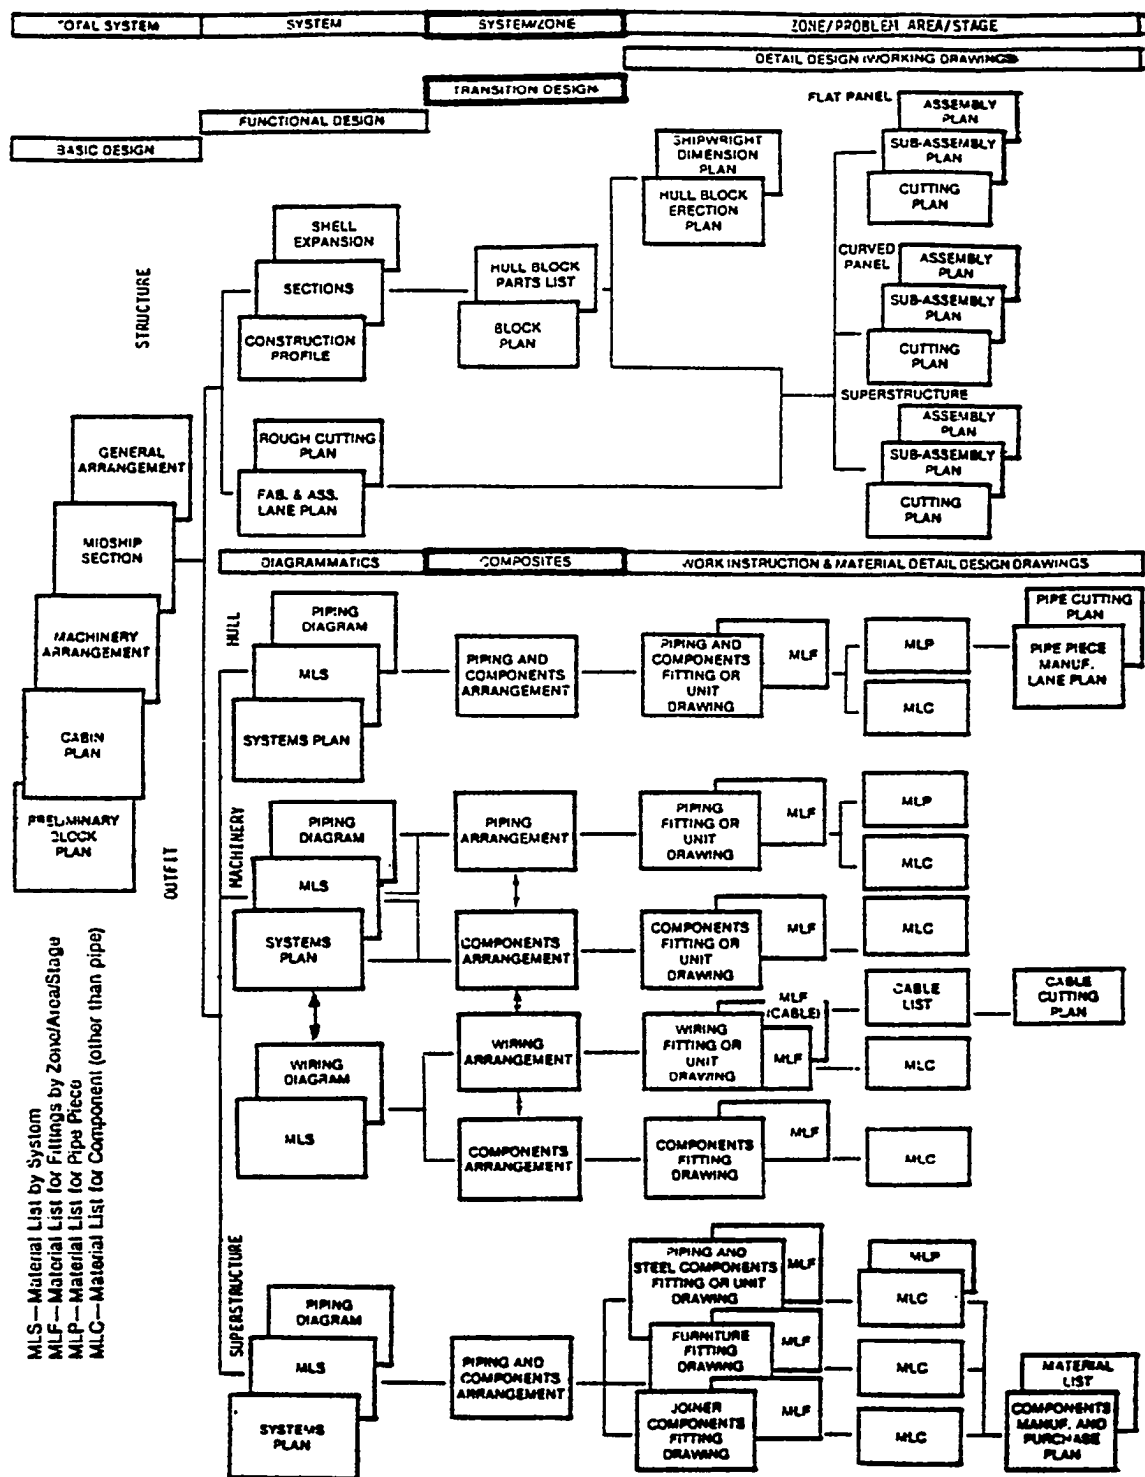 TOTAL SYSTEM
SYSTEM
SYSTEM/ZONE
ZONE/PROBLEM AREA/STAGE
DETAIL DESIGN (WORKING DRAWINGS)
TRANSITION DESIGN
FUNCTIONAL DESIGN
BASIC DESIGN
STRUCTURE
GENERAL
ARRANGEMENT
MIDSHIP
SECTION
MACHINERY
ARRANGEMENT
CABIN
PLAN
PRELIMINARY
BLOCK
PLAN
SHELL
EXPANSION
SECTIONS
CONSTRUCTION
PROFILE
ROUGH CUTTING
PLAN
FAB. & ASS.
LANE PLAN
HULL BLOCK
PARTS LIST
BLOCK
PLAN
SHIPWRIGHT
DIMENSION
PLAN
HULL BLOCK
ERECTION
PLAN
FLAT PANEL
ASSEMBLY
PLAN
SUB-ASSEMBLY
PLAN
CUTTING
PLAN
CURVED
PANEL
ASSEMBLY
PLAN
SUB-ASSEMBLY
PLAN
CUTTING
PLAN
SUPERSTRUCTURE
ASSEMBLY
PLAN
SUB-ASSEMBLY
PLAN
CUTTING
PLAN
DIAGRAMMATICS
COMPOSITES
WORK INSTRUCTION & MATERIAL DETAIL DESIGN DRAWINGS
OUTFIT
HULL
PIPING
DIAGRAM
MLS
SYSTEMS PLAN
PIPING AND
COMPONENTS
ARRANGEMENT
PIPING AND
COMPONENTS
FITTING OR
UNIT
DRAWING
MLF
MLP
MLC
PIPE CUTTING
PLAN
PIPE PIECE
MANUF.
LANE PLAN
MACHINERY
PIPING
DIAGRAM
MLS
SYSTEMS
PLAN
PIPING
ARRANGEMENT
PIPING
FITTING OR
UNIT
DRAWING
MLF
MLP
MLC
COMPONENTS
ARRANGEMENT
COMPONENTS
FITTING OR
UNIT
DRAWING
MLF
MLC
WIRING
DIAGRAM
MLS
WIRING
ARRANGEMENT
MLF
(CABLE)
WIRING
FITTING OR
UNIT
DRAWING
MLF
CABLE
LIST
CABLE
CUTTING
PLAN
MLC
COMPONENTS
ARRANGEMENT
COMPONENTS
FITTING
DRAWING
MLF
MLC
SUPERSTRUCTURE
PIPING
DIAGRAM
MLS
SYSTEMS
PLAN
PIPING AND
COMPONENTS
ARRANGEMENT
PIPING AND
STEEL COMPONENTS
FITTING OR UNIT
DRAWING
MLF
MLP
MLC
FURNITURE
FITTING
DRAWING
MLF
MLC
JOINER
COMPONENTS
FITTING
DRAWING
MLF
MLC
MATERIAL
LIST
COMPONENTS
MANUF. AND
PURCHASE
PLAN
MLS—Material List by System
MLF—Material List for Fittings by Zone/Area/Stage
MLP—Material List for Pipe Piece
MLC—Material List for Component (other than pipe)